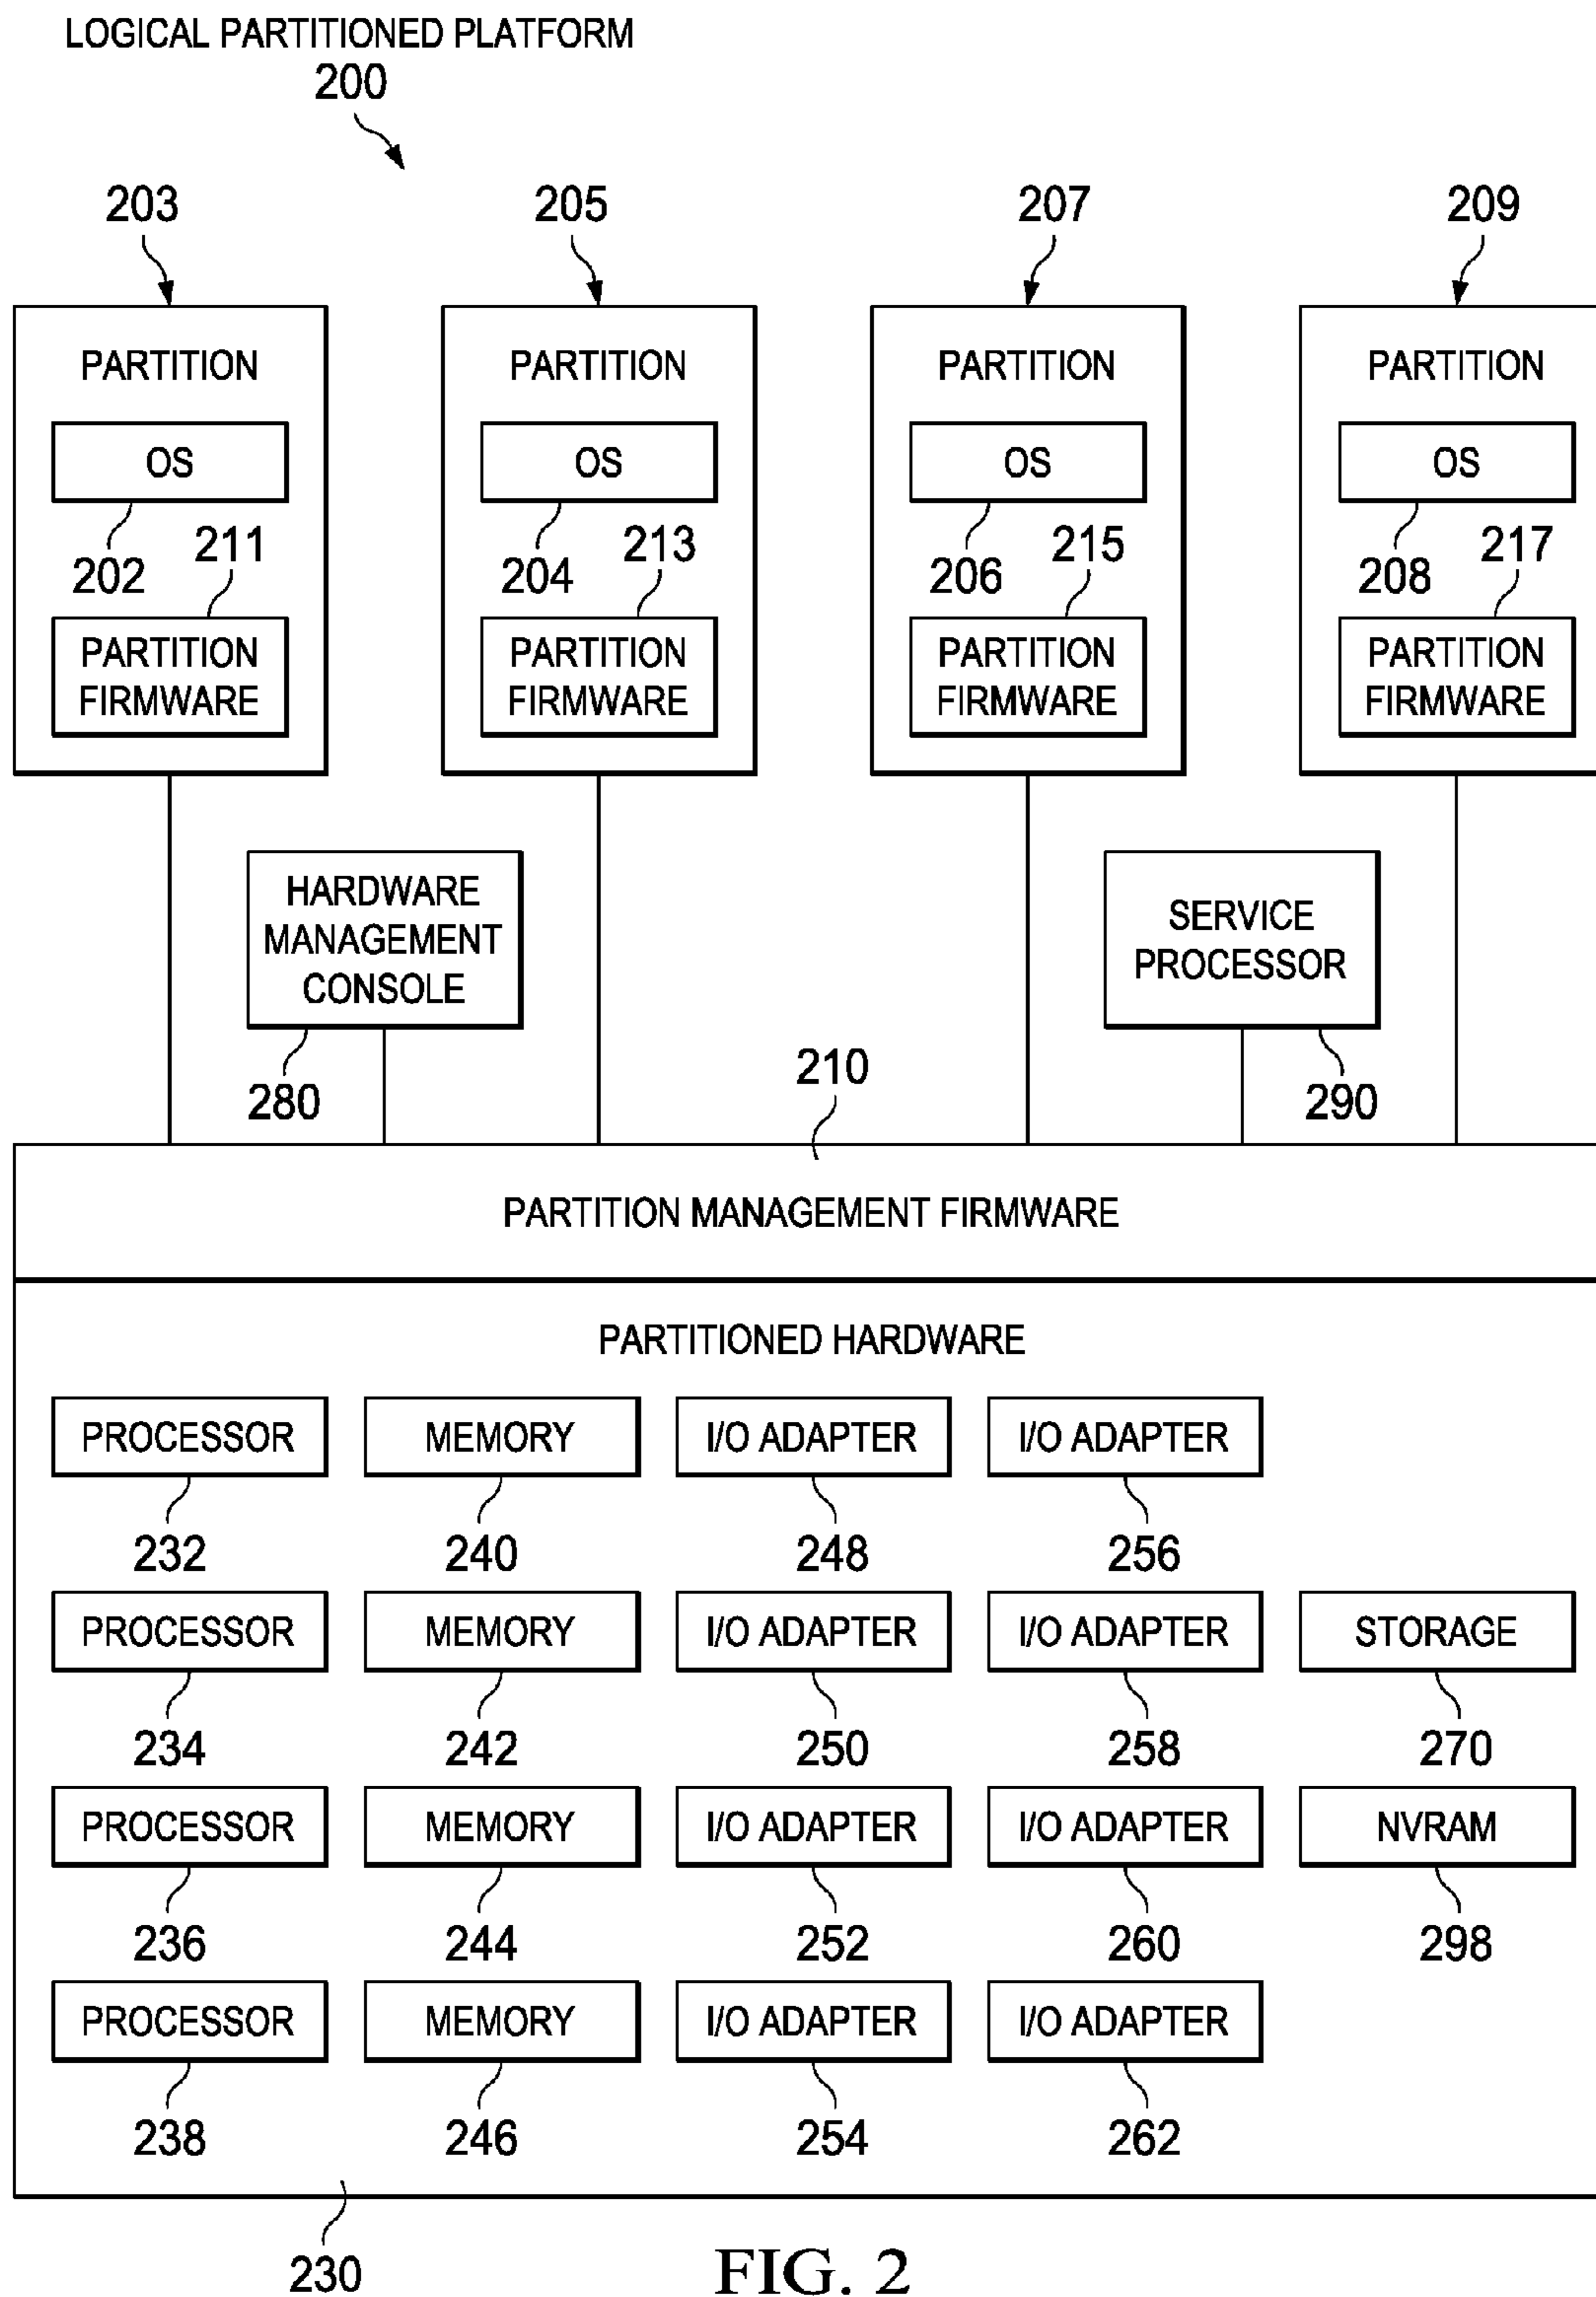 LOGICAL PARTITIONED PLATFORM
200
203
205
207
209
PARTITION
PARTITION
PARTITION
PARTITION
OS
OS
OS
OS
202
211
204
213
206
215
208
217
PARTITION
FIRMWARE
PARTITION
FIRMWARE
PARTITION
FIRMWARE
PARTITION
FIRMWARE
HARDWARE
MANAGEMENT
CONSOLE
280
SERVICE
PROCESSOR
290
210
PARTITION MANAGEMENT FIRMWARE
PARTITIONED HARDWARE
PROCESSOR
MEMORY
I/O ADAPTER
I/O ADAPTER
232
240
248
256
PROCESSOR
MEMORY
I/O ADAPTER
I/O ADAPTER
STORAGE
234
242
250
258
270
PROCESSOR
MEMORY
I/O ADAPTER
I/O ADAPTER
NVRAM
236
244
252
260
298
PROCESSOR
MEMORY
I/O ADAPTER
I/O ADAPTER
238
246
254
262
230
FIG. 2